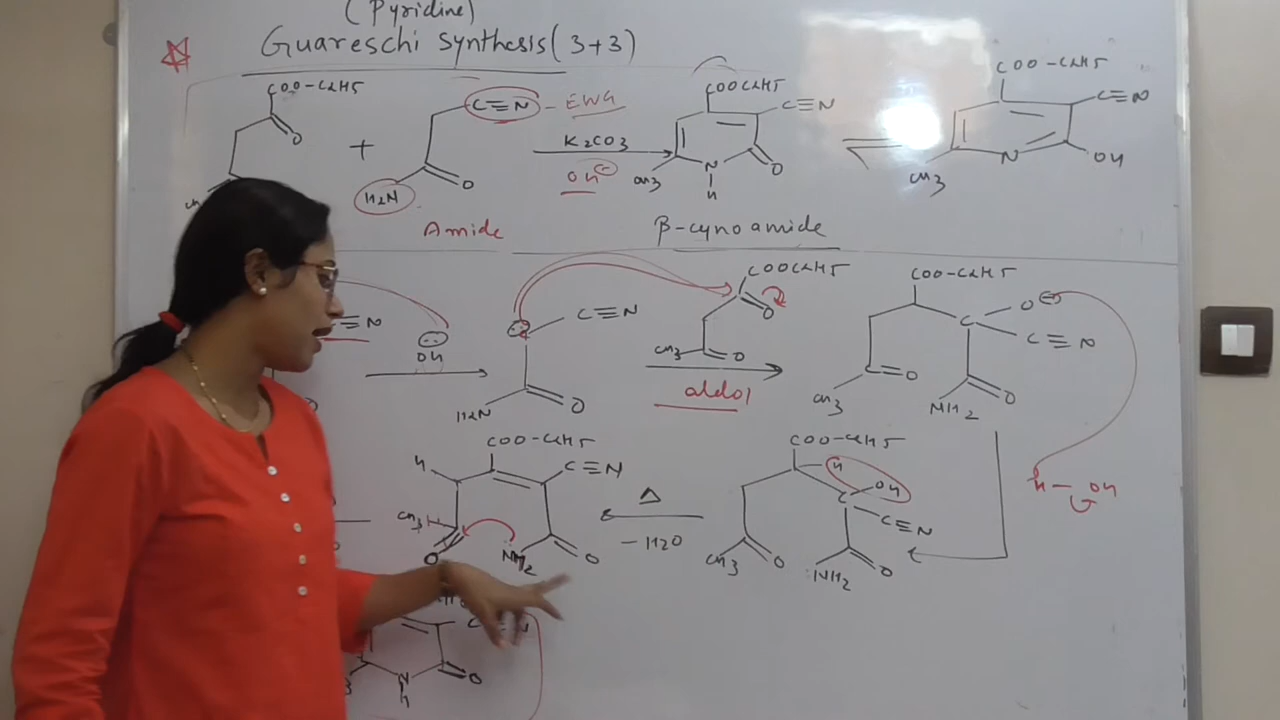 (Pyridine)
Guareschi Synthesis (3+3)
COO-C2H5
O
+
H2N
C≡N - EWG
O
K2CO3
OH⊖
COOC2H5
C≡N
CH3
N
H
O
COO-C2H5
C≡N
CH3
N
OH
Amide
β-cynoamide
C≡N
OH
C≡N
H2N
O
COOC2H5
O
CH3
O
aldol
COO-C2H5
C
O⊖
C≡N
O
CH3
NH2
O
H-OH
COO-C2H5
H
C≡N
CH3
O
NH2
O
Δ
-H2O
COO-C2H5
H
OH
C
C≡N
CH3
O
NH2
O
N
H
O